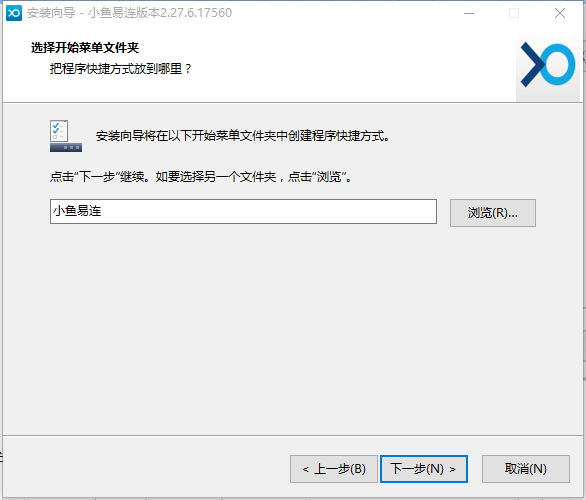 安装向导 - 小鱼易连版本2.27.6.17560
选择开始菜单文件夹
把程序快捷方式放到哪里？
安装向导将在以下开始菜单文件夹中创建程序快捷方式。
点击“下一步”继续。如要选择另一个文件夹，点击“浏览”。
小鱼易连
浏览(R)...
< 上一步(B)
下一步(N) >
取消(N)